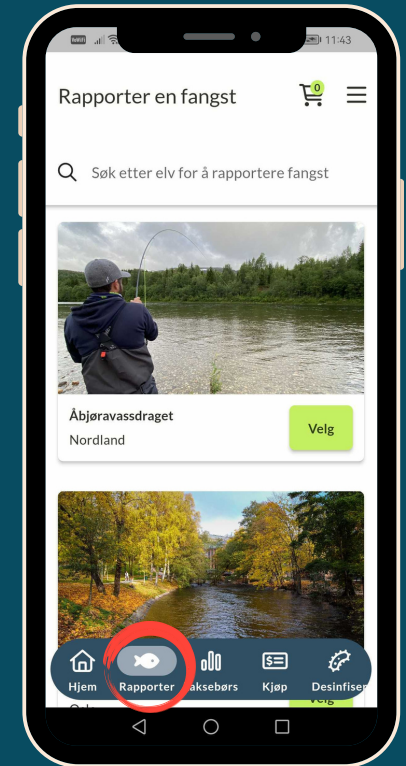 11:43
Rapporter en fangst
0
Søk etter elv for å rapportere fangst
Åbjøravassdraget
Nordland
Velg
Hjem
Rapporter
aksebørs
Kjøp
Desinfiser
Velg